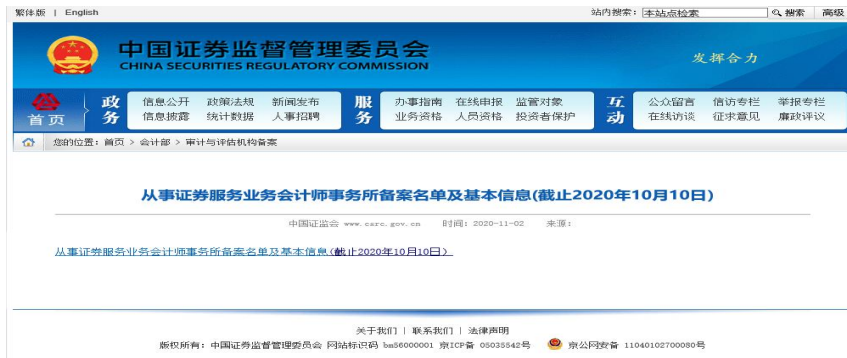 繁体版 | English 站内搜索: 本站点检索 搜索 高级
中国证券监督管理委员会
CHINA SECURITIES REGULATORY COMMISSION
发挥合力
首页
政务
信息公开 政策法规 新闻发布
信息披露 统计数据 人事招聘
服务
办事指南 在线申报 监管对象
业务资格 人员资格 投资者保护
互动
公众留言 信访专栏 举报专栏
在线访谈 征求意见 廉政评议
您的位置: 首页 > 会计部 > 审计与评估机构备案
从事证券服务业务会计师事务所备案名单及基本信息(截止2020年10月10日)
中国证监会 www.csrc.gov.cn 时间: 2020-11-02 来源:
从事证券服务业务会计师事务所备案名单及基本信息(截止2020年10月10日)
关于我们 | 联系我们 | 法律声明
版权所有: 中国证券监督管理委员会 网站标识码 bm56000001 京ICP备 05035542号 京公网安备 11040102700080号